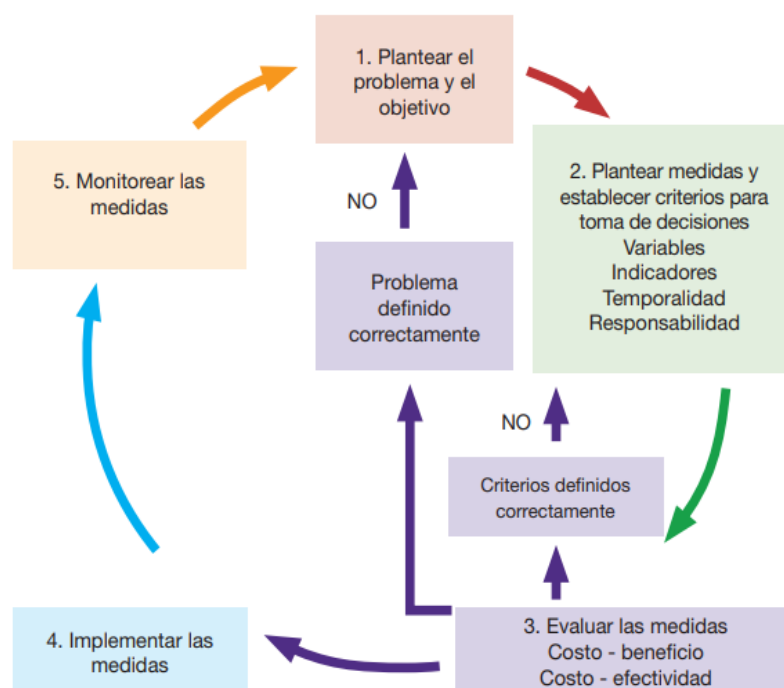 1. Plantear el
problema y el
objetivo
2. Plantear medidas y
establecer criterios para
toma de decisiones
Variables
Indicadores
Temporalidad
Responsabilidad
5. Monitorear las
medidas
NO
Problema
definido
correctamente
NO
Criterios definidos
correctamente
3. Evaluar las medidas
Costo - beneficio
Costo - efectividad
4. Implementar las
medidas